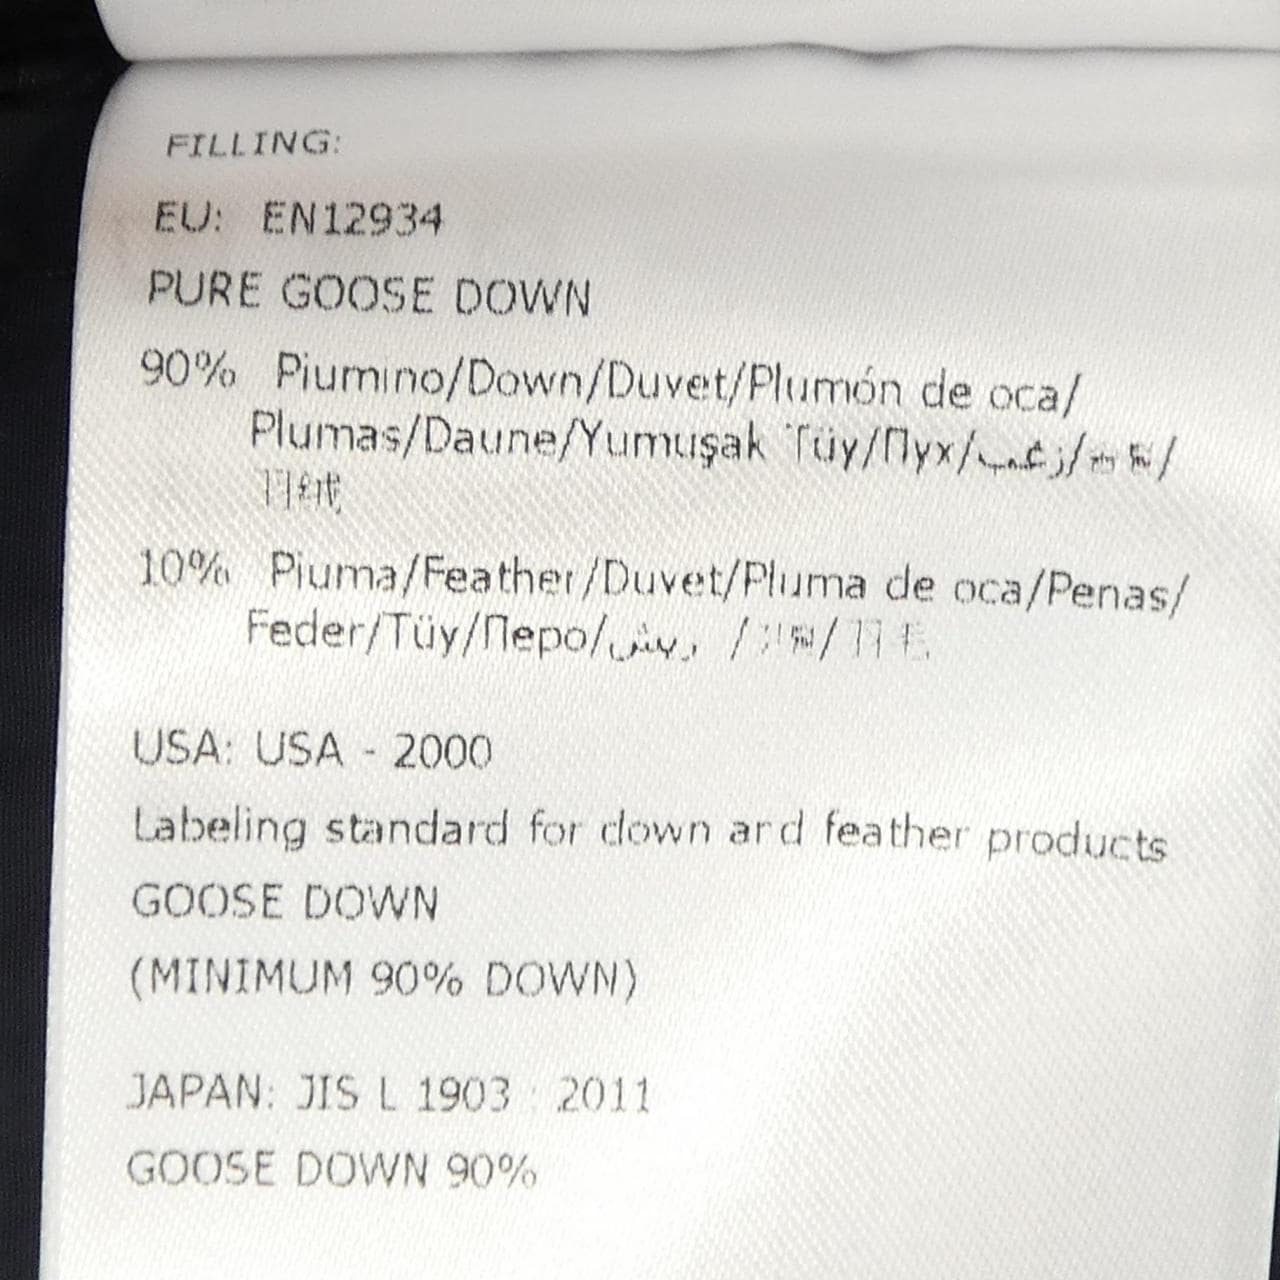 FILLING:
EU: EN12934
PURE GOOSE DOWN
90% Piumino/Down/Duvet/Plumón de oca/
Plumas/Daune/Yumuşak Tüy/Пух/زغب/
10% Piuma/Feather/Duvet/Pluma de oca/Penas/
Feder/Tüy/Перо/ريش /
USA: USA - 2000
Labeling standard for down and feather products
GOOSE DOWN
(MINIMUM 90% DOWN)
JAPAN: JIS L 1903 : 2011
GOOSE DOWN 90%